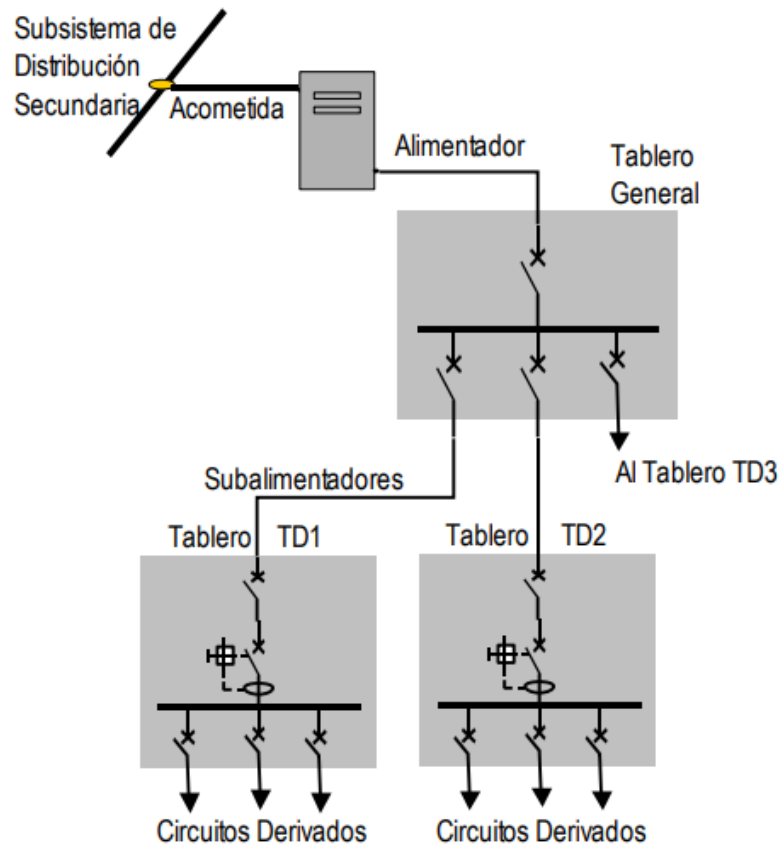 Subsistema de
Distribución
Secundaria
Acometida
Alimentador
Tablero
General
Al Tablero TD3
Subalimentadores
Tablero TD1
Tablero TD2
Circuitos Derivados
Circuitos Derivados